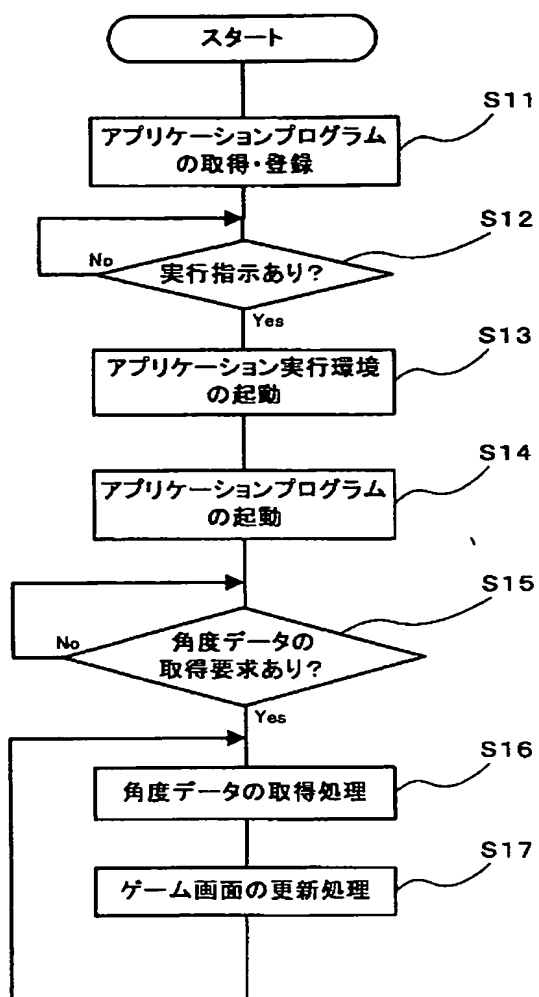 スタート
S11
アプリケーションプログラム
の取得・登録
S12
No
実行指示あり?
Yes
S13
アプリケーション実行環境
の起動
S14
アプリケーションプログラム
の起動
S15
No
角度データの
取得要求あり?
Yes
S16
角度データの取得処理
S17
ゲーム画面の更新処理